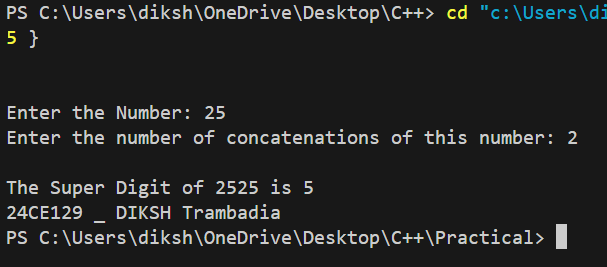 PS C:\Users\diksh\OneDrive\Desktop\C++> cd "c:\Users\di
5 }
Enter the Number: 25
Enter the number of concatenations of this number: 2
The Super Digit of 2525 is 5
24CE129 _ DIKSH Trambadia
PS C:\Users\diksh\OneDrive\Desktop\C++\Practical>